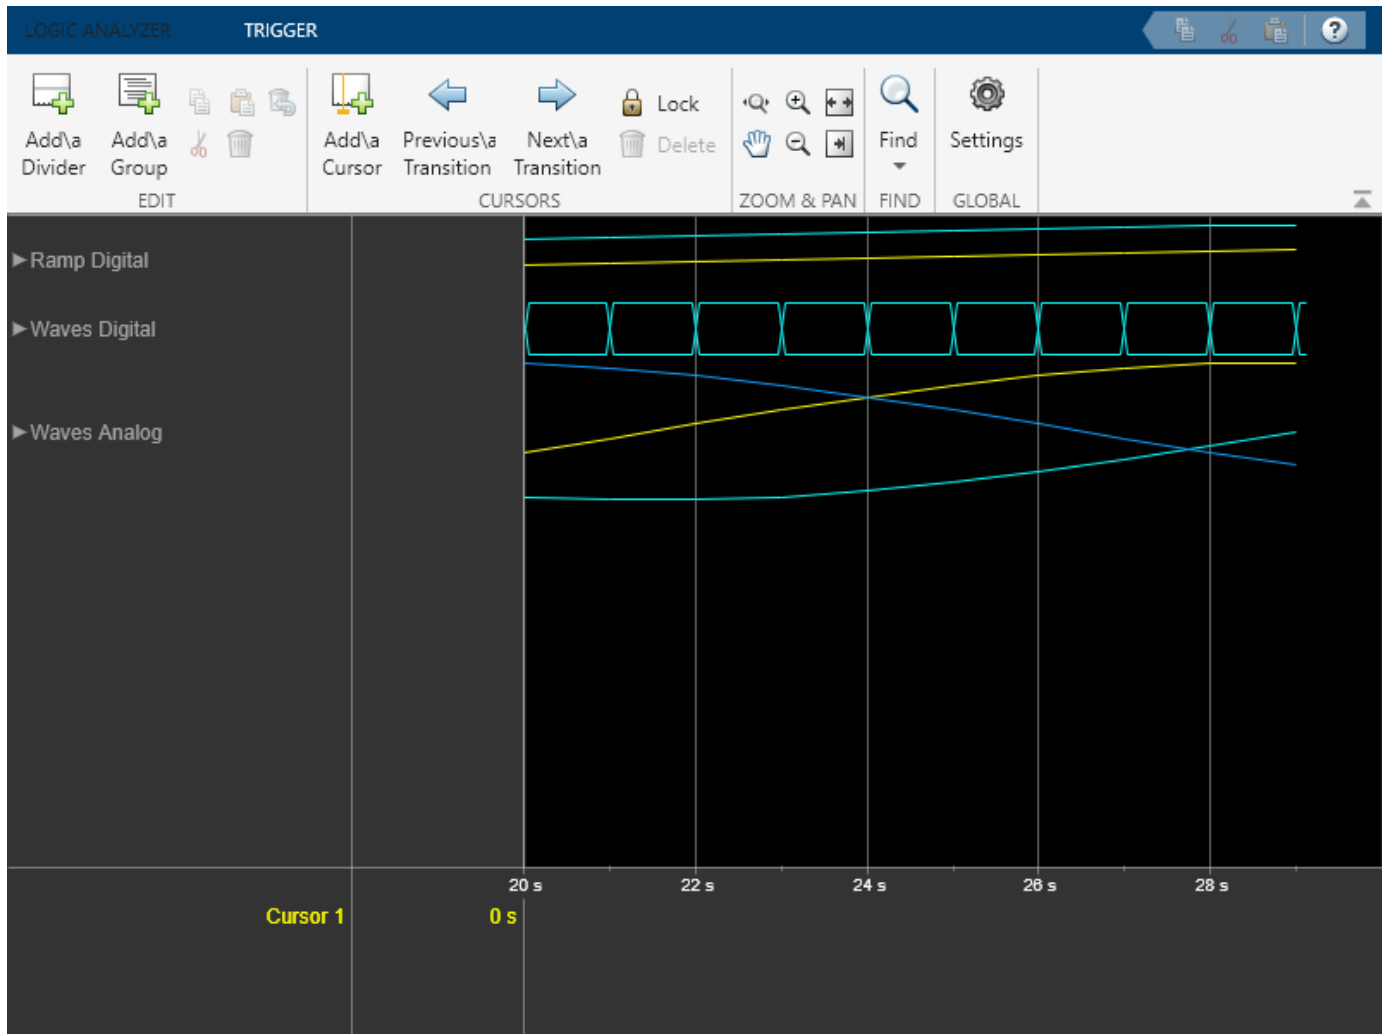 LOGIC ANALYZER
TRIGGER
?
Add\a
Divider
Add\a
Group
Add\a
Cursor
Previous\a
Transition
Next\a
Transition
Lock
Delete
Find
Settings
EDIT
CURSORS
ZOOM & PAN
FIND
GLOBAL
Ramp Digital
Waves Digital
Waves Analog
20 s
22 s
24 s
26 s
28 s
Cursor 1
0 s